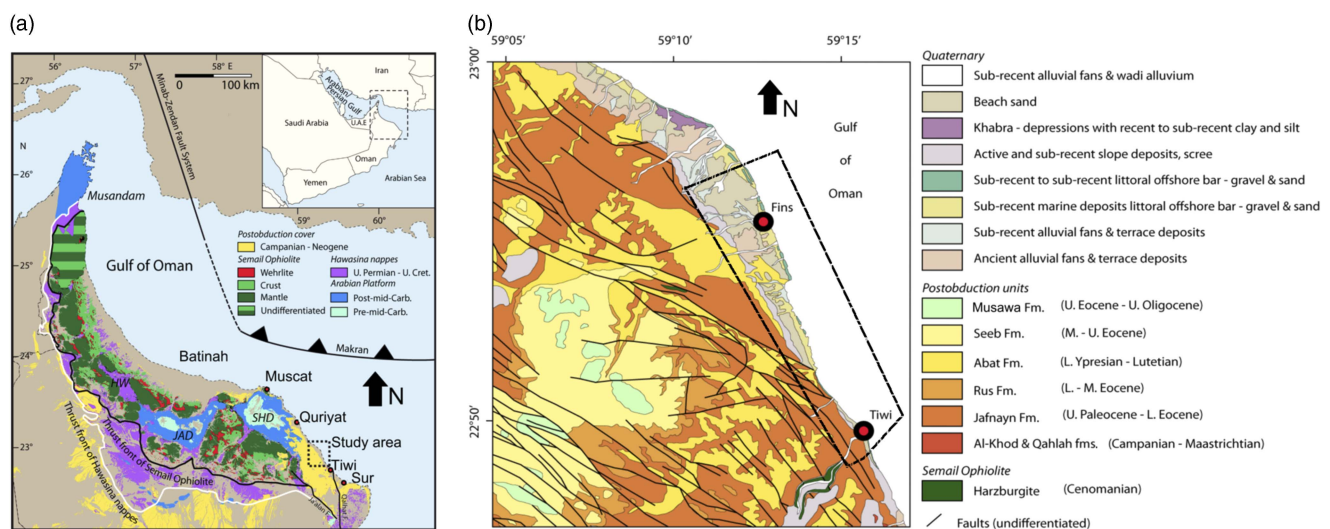 (a)
56°
57°
58° E
0
100 km
27°
N
26°
25°
24°
23°
59°
60°
Minab-Zendan Fault System
Iran
Arabian/
Persian Gulf
U.A.E
Saudi Arabia
Oman
Yemen
Arabian Sea
Musandam
Gulf of Oman
Postobduction cover
Campanian - Neogene
Semail Ophiolite
Wehrlite
Crust
Mantle
Undifferentiated
Hawasina nappes
U. Permian - U. Cret.
Arabian Platform
Post-mid-Carb.
Pre-mid-Carb.
Makran
Batinah
N
Muscat
HW
SHD
Quriyat
JAD
Study area
Tiwi
Sur
Thrust front of Semail Ophiolite
Thrust front of Hawasina nappes
(b)
59°05'
59°10'
59°15'
23°00'
22°50'
N
Gulf
of
Oman
Fins
Tiwi
Quaternary
Sub-recent alluvial fans & wadi alluvium
Beach sand
Khabra - depressions with recent to sub-recent clay and silt
Active and sub-recent slope deposits, scree
Sub-recent to sub-recent littoral offshore bar - gravel & sand
Sub-recent marine deposits littoral offshore bar - gravel & sand
Sub-recent alluvial fans & terrace deposits
Ancient alluvial fans & terrace deposits
Postobduction units
Musawa Fm. (U. Eocene - U. Oligocene)
Seeb Fm. (M. - U. Eocene)
Abat Fm. (L. Ypresian - Lutetian)
Rus Fm. (L. - M. Eocene)
Jafnayn Fm. (U. Paleocene - L. Eocene)
Al-Khod & Qahlah fms. (Campanian - Maastrichtian)
Semail Ophiolite
Harzburgite (Cenomanian)
Faults (undifferentiated)